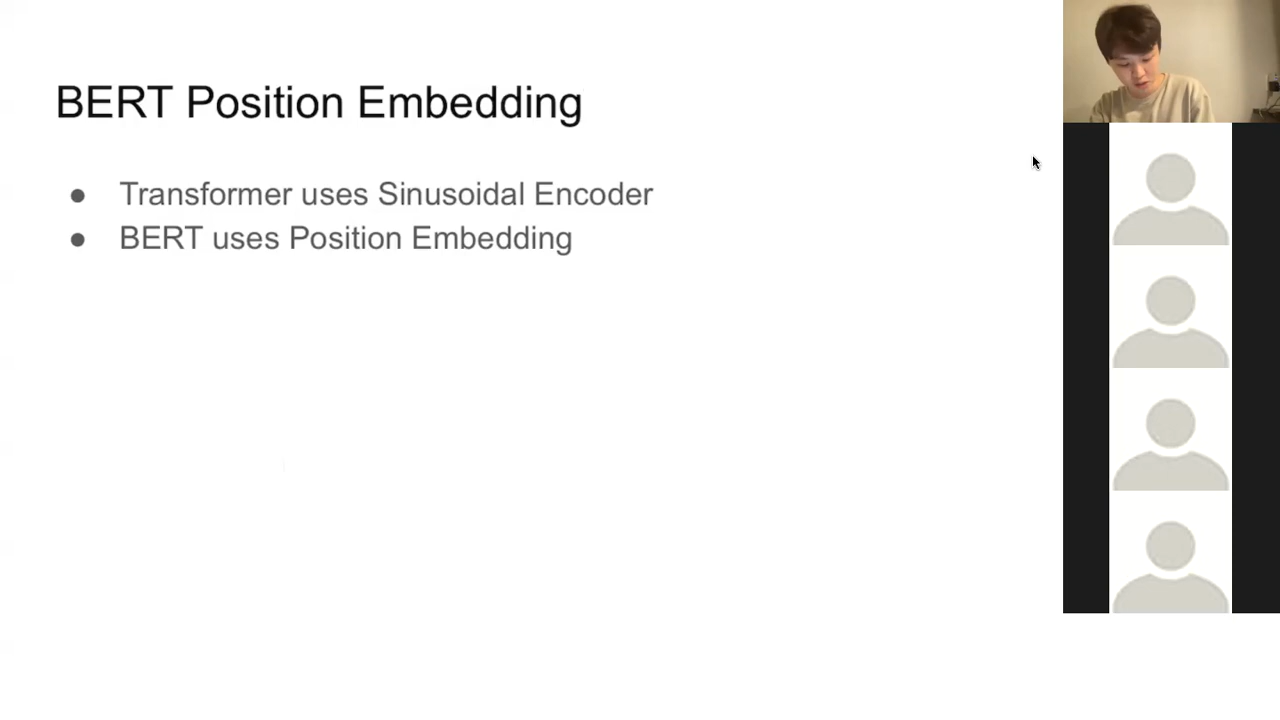 BERT Position Embedding
● Transformer uses Sinusoidal Encoder
● BERT uses Position Embedding